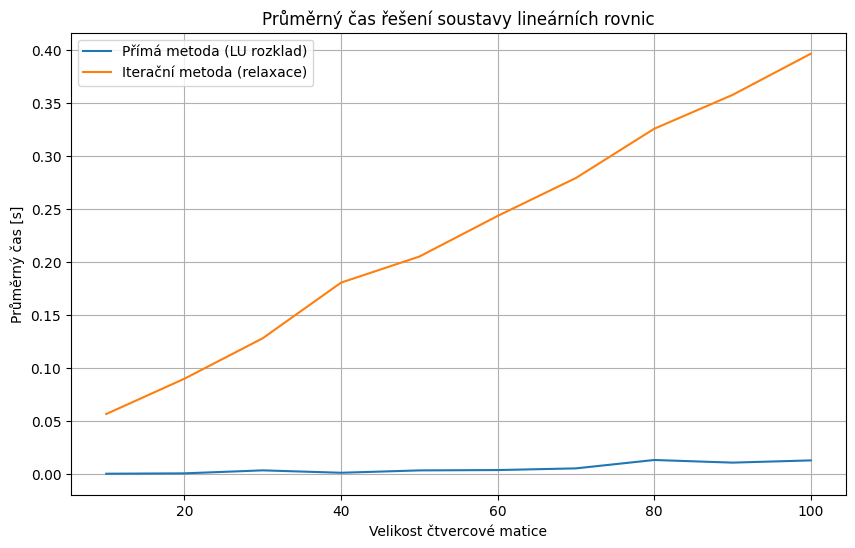 Průměrný čas řešení soustavy lineárních rovnic
Přímá metoda (LU rozklad)
Iterační metoda (relaxace)
Průměrný čas [s]
0.40
0.35
0.30
0.25
0.20
0.15
0.10
0.05
0.00
20 40 60 80 100
Velikost čtvercové matice